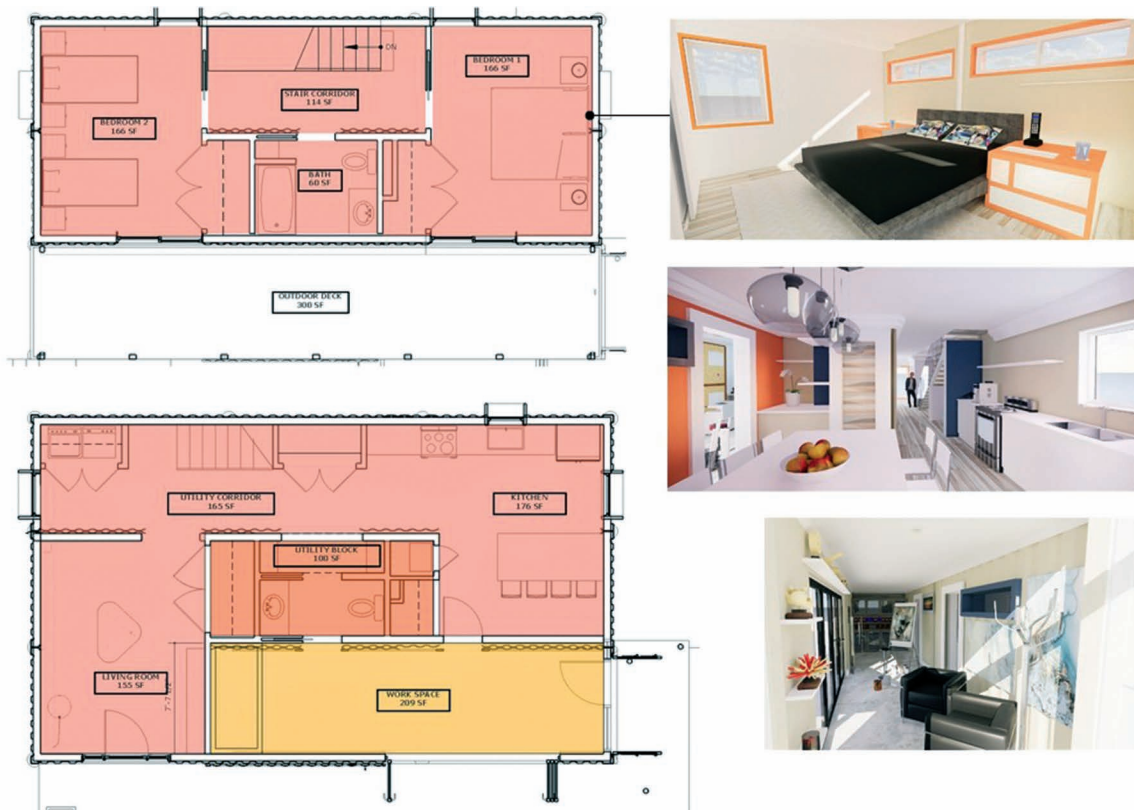 DN
BEDROOM 1
166 SF
STAIR CORRIDOR
114 SF
BEDROOM 2
166 SF
BATH
60 SF
OUTDOOR DECK
300 SF
UTILITY CORRIDOR
165 SF
KITCHEN
176 SF
UTILITY BLOCK
100 SF
LIVING ROOM
155 SF
WORK SPACE
209 SF